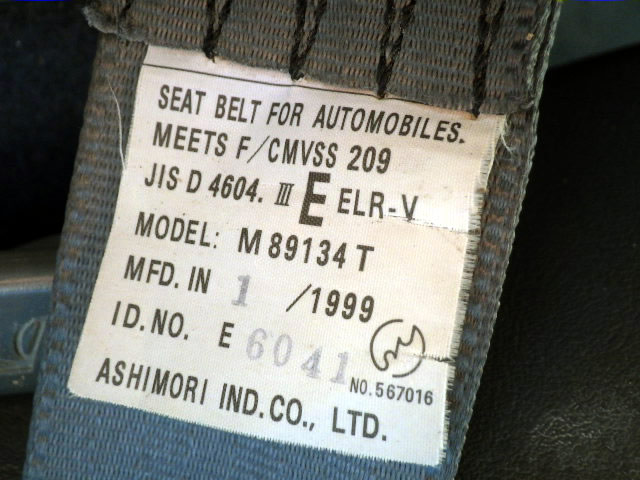 SEAT BELT FOR AUTOMOBILES.
MEETS F/CMVSS 209
JIS D 4604. III E ELR-V
MODEL: M 89134 T
MFD. IN 1 /1999
ID.NO. E 6041
NO.567016
ASHIMORI IND.CO., LTD.